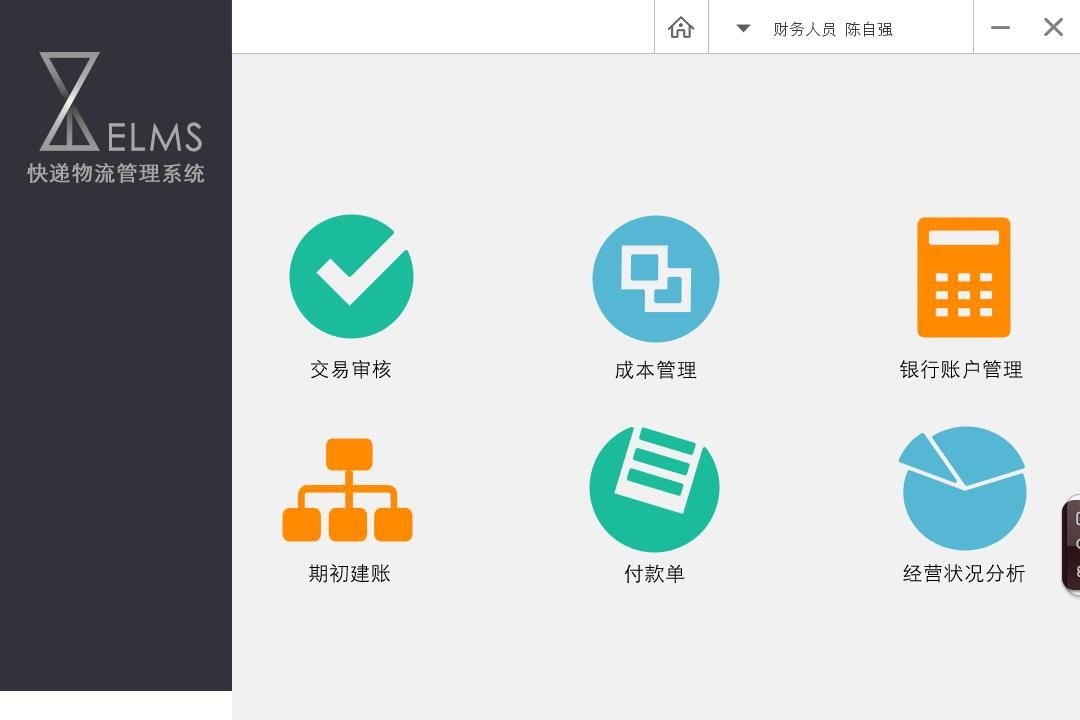 财务人员 陈自强
ELMS
快递物流管理系统
交易审核
成本管理
银行账户管理
期初建账
付款单
经营状况分析